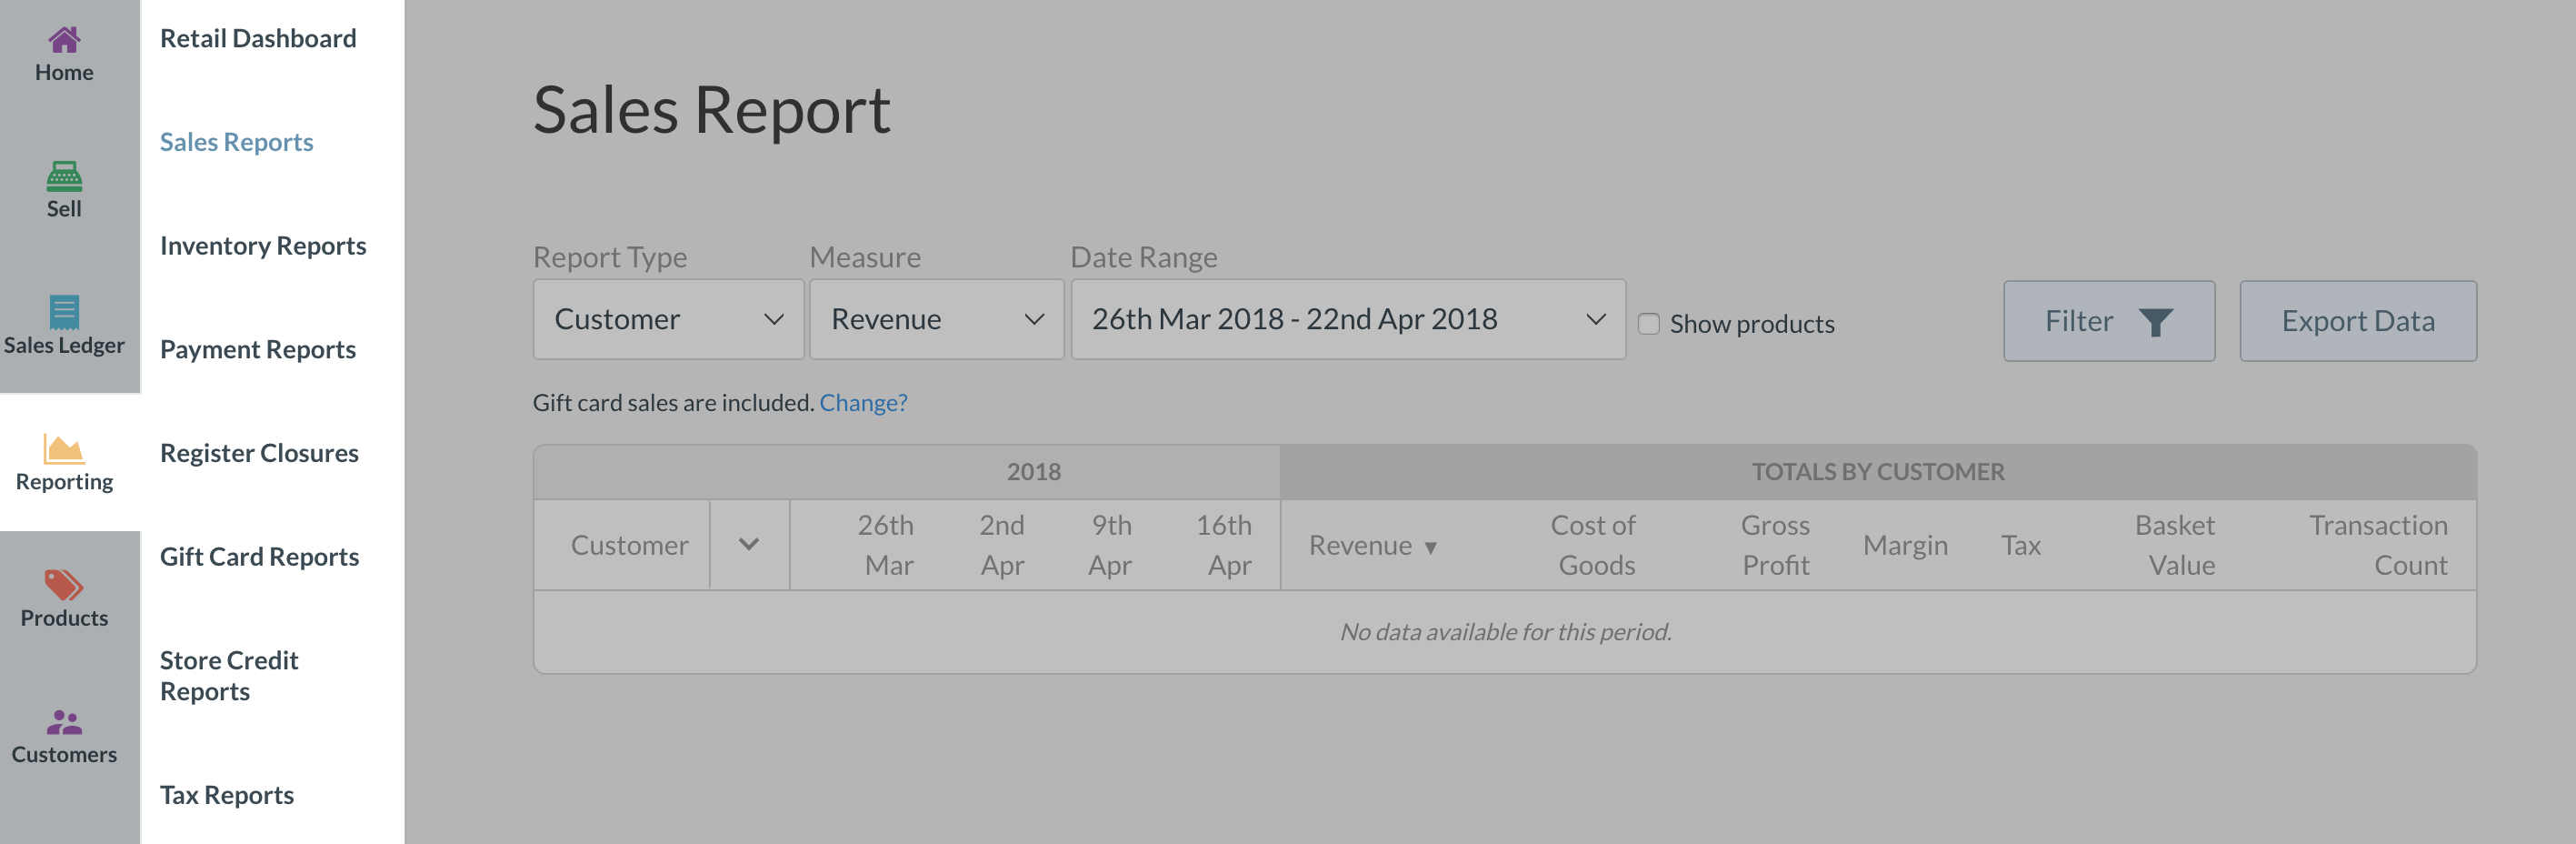 Home
Sell
Sales Ledger
Reporting
Products
Customers
Retail Dashboard
Sales Reports
Inventory Reports
Payment Reports
Register Closures
Gift Card Reports
Store Credit
Reports
Tax Reports
Sales Report
Report Type Measure Date Range
Customer Revenue 26th Mar 2018 - 22nd Apr 2018 Show products Filter Export Data
Gift card sales are included. Change?
2018 TOTALS BY CUSTOMER
Customer 26th Mar 2nd Apr 9th Apr 16th Apr Revenue ▼ Cost of Goods Gross Profit Margin Tax Basket Value Transaction Count
No data available for this period.